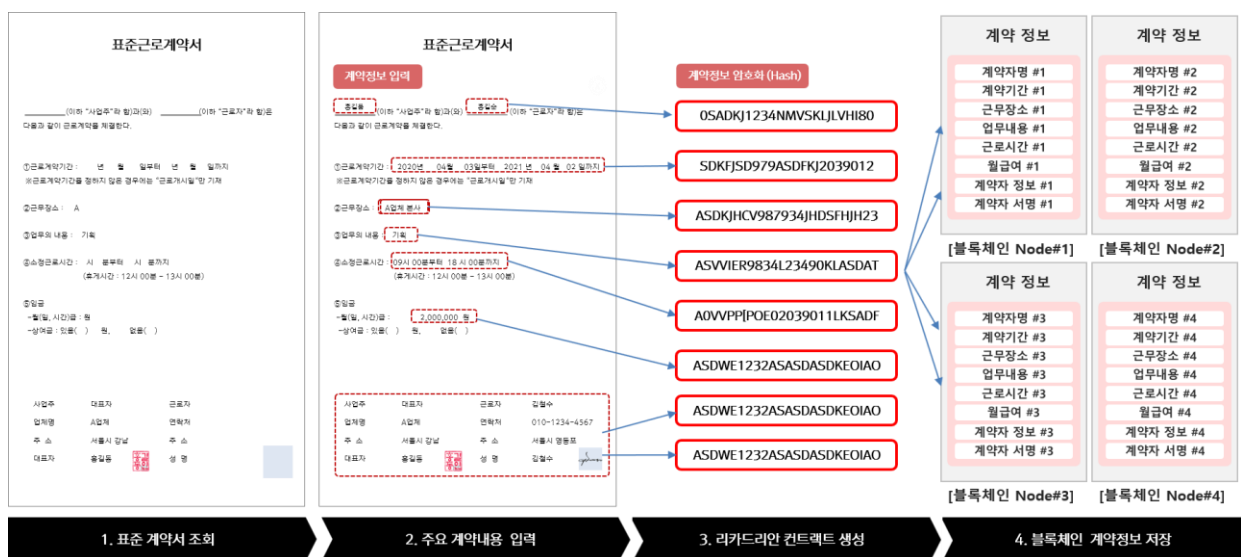 표준근로계약서
_______(이하 "사업주"라 함)과(와) _______(이하 "근로자"라 함)은
다음과 같이 근로계약을 체결한다.
①근로계약기간 : 년 월 일부터 년 월 일까지
※근로계약기간을 정하지 않은 경우에는 "근로개시일"만 기재
②근무장소 : A
③업무의 내용 : 기획
④소정근로시간 : 시 분부터 시 분까지
(휴게시간 : 12시 00분 - 13시 00분)
⑤임금
-월(일, 시간)급 : 원
-상여금 : 있음( ) 원, 없음( )
사업주 대표자 근로자
업체명 A업체 연락처
주 소 서울시 강남 주 소
대표자 홍길동 성 명
1. 표준 계약서 조회
표준근로계약서
계약정보 입력
홍길동 (이하 "사업주"라 함)과(와) 홍길승 (이하 "근로자"라 함)은
다음과 같이 근로계약을 체결한다.
①근로계약기간 : 2020년 04월 03일부터 2021년 04월 02일까지
※근로계약기간을 정하지 않은 경우에는 "근로개시일"만 기재
②근무장소 : A업체 본사
③업무의 내용 : 기획
④소정근로시간 : 09시 00분부터 18시 00분까지
(휴게시간 : 12시 00분 - 13시 00분)
⑤임금
-월(일, 시간)급 : 2,000,000 원
-상여금 : 있음( ) 원, 없음( )
사업주 대표자 근로자 김철수
업체명 A업체 연락처 010-1234-4567
주 소 서울시 강남 주 소 서울시 영등포
대표자 홍길동 성 명 김철수
2. 주요 계약내용 입력
계약정보 암호화 (Hash)
0SADKJ1234NMVSKLJLVHI80
SDKFJSD979ASDFKJ2039012
ASDKJHCV987934JHDSFHJH23
ASVVIER9834L23490KLASDAT
A0VVPP[POE02039011LKSADF
ASDWE1232ASASDASDKEOIAO
ASDWE1232ASASDASDKEOIAO
ASDWE1232ASASDASDKEOIAO
3. 리카드리안 컨트랙트 생성
계약 정보
계약자명 #1
계약기간 #1
근무장소 #1
업무내용 #1
근로시간 #1
월급여 #1
계약자 정보 #1
계약자 서명 #1
[블록체인 Node#1]
계약 정보
계약자명 #2
계약기간 #2
근무장소 #2
업무내용 #2
근로시간 #2
월급여 #2
계약자 정보 #2
계약자 서명 #2
[블록체인 Node#2]
계약 정보
계약자명 #3
계약기간 #3
근무장소 #3
업무내용 #3
근로시간 #3
월급여 #3
계약자 정보 #3
계약자 서명 #3
[블록체인 Node#3]
계약 정보
계약자명 #4
계약기간 #4
근무장소 #4
업무내용 #4
근로시간 #4
월급여 #4
계약자 정보 #4
계약자 서명 #4
[블록체인 Node#4]
4. 블록체인 계약정보 저장